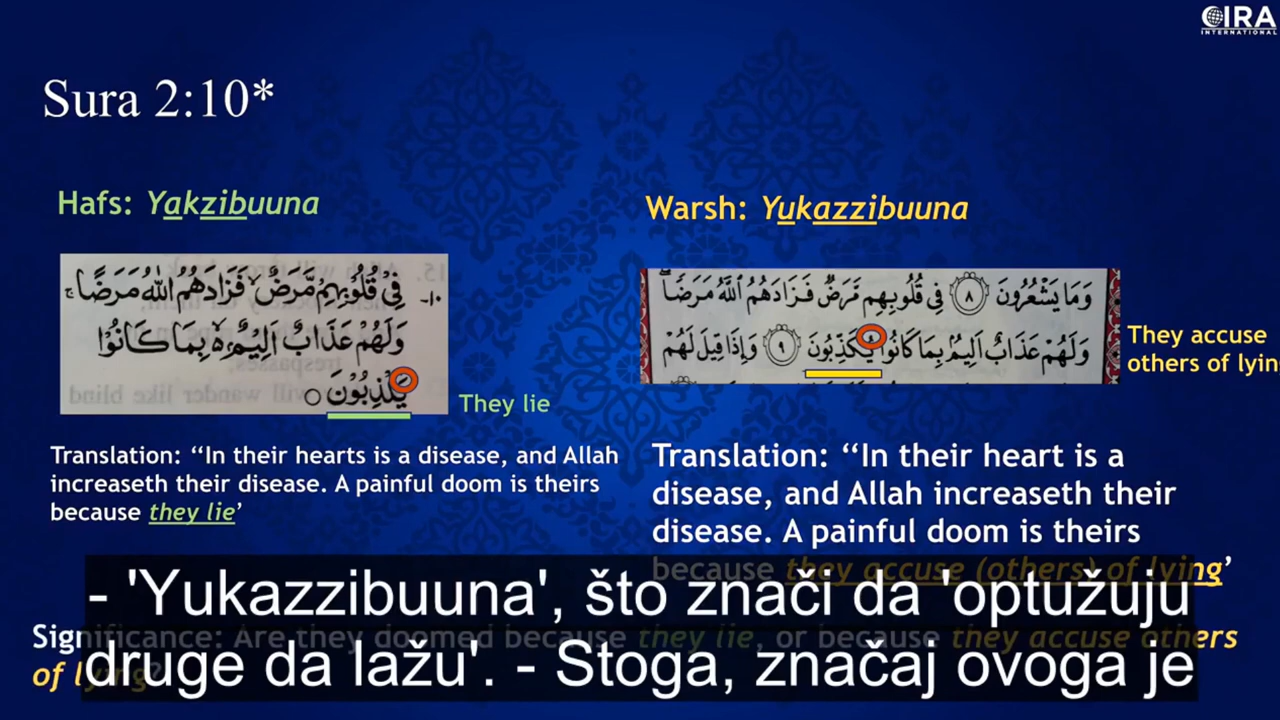 CIRA
INTERNATIONAL
Sura 2:10*
Hafs: Yakzibuuna
فِي قُلُوبِهِمْ مَّرَضٌ فَزَادَهُمُ اللّٰهُ مَرَضًا ۚ
وَلَهُمْ عَذَابٌ اَلِيْمٌۢ ۙ بِمَا كَانُوْا
يَكْذِبُوْنَ
They lie
Translation: “In their hearts is a disease, and Allah
increaseth their disease. A painful doom is theirs
because they lie’
Warsh: Yukazzibuuna
وَمَا يَشْعُرُونَ ٨ فِي قُلُوبِهِم مَّرَضٌ فَزَادَهُمُ اللَّهُ مَرَضًا
وَلَهُمْ عَذَابٌ اَلِيمٌ بِمَا كَانُوا يُكَذِّبُونَ ٩ وَإِذَا قِيلَ لَهُمْ
They accuse
others of lyin
Translation: “In their heart is a
disease, and Allah increaseth their
disease. A painful doom is theirs
because they accuse (others) of lying’
Significance: Are they doomed because they lie, or because they accuse others
of lying?
- 'Yukazzibuuna', što znači da 'optužuju
druge da lažu'. - Stoga, značaj ovoga je